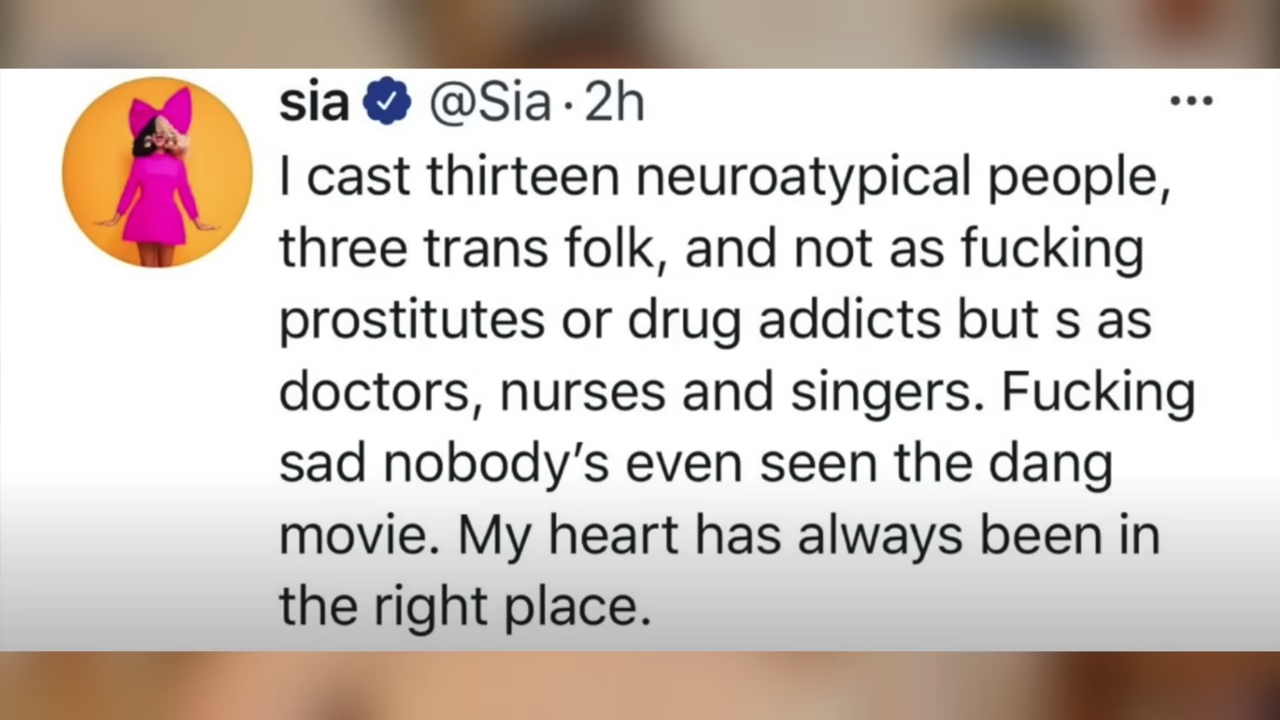 sia @Sia · 2h
I cast thirteen neuroatypical people,
three trans folk, and not as fucking
prostitutes or drug addicts but s as
doctors, nurses and singers. Fucking
sad nobody’s even seen the dang
movie. My heart has always been in
the right place.